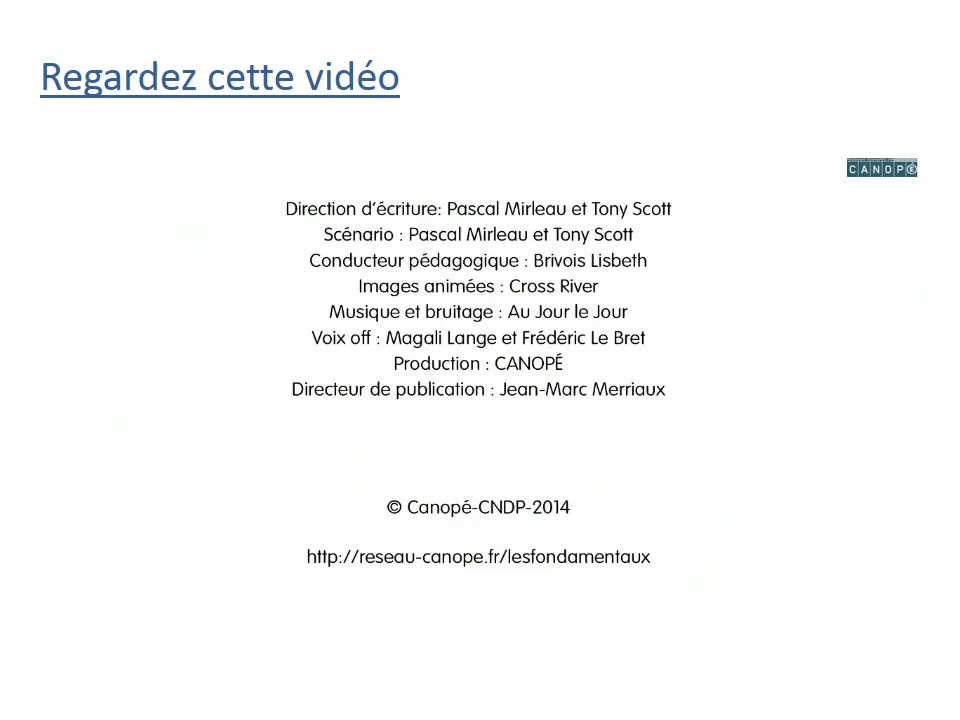 Regardez cette vidéo
CANOPÉ
Direction d'écriture: Pascal Mirleau et Tony Scott
Scénario : Pascal Mirleau et Tony Scott
Conducteur pédagogique : Brivois Lisbeth
Images animées : Cross River
Musique et bruitage : Au Jour le Jour
Voix off : Magali Lange et Frédéric Le Bret
Production : CANOPÉ
Directeur de publication : Jean-Marc Merriaux
© Canopé-CNDP-2014
http://reseau-canope.fr/lesfondamentaux